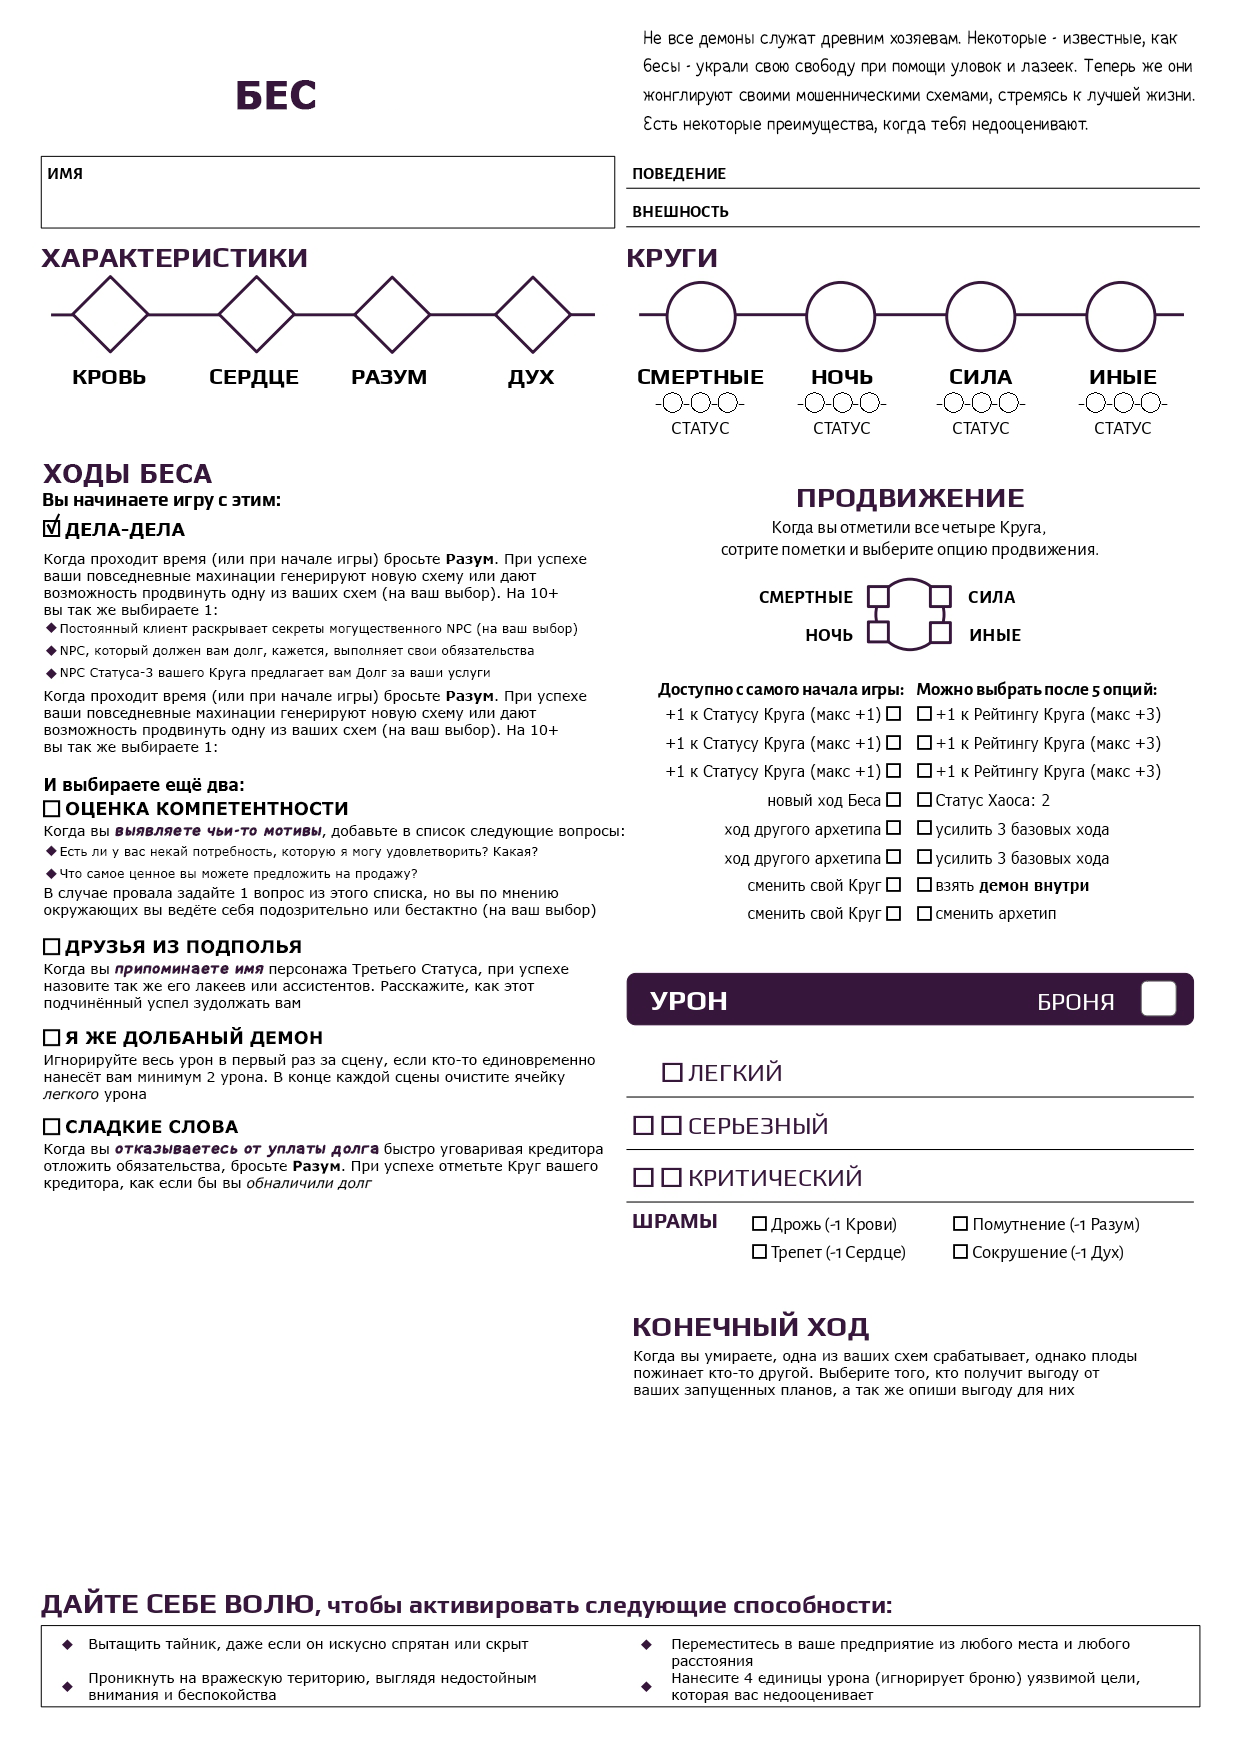 БЕС
Не все демоны служат древним хозяевам. Некоторые - известные, как
бесы - украли свою свободу при помощи уловок и лазеек. Теперь же они
жонглируют своими мошенническими схемами, стремясь к лучшей жизни.
Есть некоторые преимущества, когда тебя недооценивают.
ИМЯ
ПОВЕДЕНИЕ
ВНЕШНОСТЬ
ХАРАКТЕРИСТИКИ
КРОВЬ СЕРДЦЕ РАЗУМ ДУХ
КРУГИ
СМЕРТНЫЕ НОЧЬ СИЛА ИНЫЕ
СТАТУС СТАТУС СТАТУС СТАТУС
ХОДЫ БЕСА
Вы начинаете игру с этим:
ДЕЛА-ДЕЛА
Когда проходит время (или при начале игры) бросьте Разум. При успехе
ваши повседневные махинации генерируют новую схему или дают
возможность продвинуть одну из ваших схем (на ваш выбор). На 10+
вы так же выбираете 1:
Постоянный клиент раскрывает секреты могущественного NPC (на ваш выбор)
NPC, который должен вам долг, кажется, выполняет свои обязательства
NPC Статуса-3 вашего Круга предлагает вам Долг за ваши услуги
Когда проходит время (или при начале игры) бросьте Разум. При успехе
ваши повседневные махинации генерируют новую схему или дают
возможность продвинуть одну из ваших схем (на ваш выбор). На 10+
вы так же выбираете 1:
И выбираете ещё два:
ОЦЕНКА КОМПЕТЕНТНОСТИ
Когда вы выявляете чьи-то мотивы, добавьте в список следующие вопросы:
Есть ли у вас некай потребность, которую я могу удовлетворить? Какая?
Что самое ценное вы можете предложить на продажу?
В случае провала задайте 1 вопрос из этого списка, но вы по мнению
окружающих вы ведёте себя подозрительно или бестактно (на ваш выбор)
ДРУЗЬЯ ИЗ ПОДПОЛЬЯ
Когда вы припоминаете имя персонажа Третьего Статуса, при успехе
назовите так же его лакеев или ассистентов. Расскажите, как этот
подчинённый успел зудолжать вам
Я ЖЕ ДОЛБАНЫЙ ДЕМОН
Игнорируйте весь урон в первый раз за сцену, если кто-то единовременно
нанесёт вам минимум 2 урона. В конце каждой сцены очистите ячейку
легкого урона
СЛАДКИЕ СЛОВА
Когда вы отказываетесь от уплаты долга быстро уговаривая кредитора
отложить обязательства, бросьте Разум. При успехе отметьте Круг вашего
кредитора, как если бы вы обналичили долг
ПРОДВИЖЕНИЕ
Когда вы отметили все четыре Круга,
сотрите пометки и выберите опцию продвижения.
СМЕРТНЫЕ СИЛА
НОЧЬ ИНЫЕ
Доступно с самого начала игры: Можно выбрать после 5 опций:
+1 к Статусу Круга (макс +1) +1 к Рейтингу Круга (макс +3)
+1 к Статусу Круга (макс +1) +1 к Рейтингу Круга (макс +3)
+1 к Статусу Круга (макс +1) +1 к Рейтингу Круга (макс +3)
новый ход Беса Статус Хаоса: 2
ход другого архетипа усилить 3 базовых хода
ход другого архетипа усилить 3 базовых хода
сменить свой Круг взять демон внутри
сменить свой Круг сменить архетип
УРОН БРОНЯ
ЛЕГКИЙ
СЕРЬЕЗНЫЙ
КРИТИЧЕСКИЙ
ШРАМЫ Дрожь (-1 Крови) Помутнение (-1 Разум)
Трепет (-1 Сердце) Сокрушение (-1 Дух)
КОНЕЧНЫЙ ХОД
Когда вы умираете, одна из ваших схем срабатывает, однако плоды
пожинает кто-то другой. Выберите того, кто получит выгоду от
ваших запущенных планов, а так же опиши выгоду для них
ДАЙТЕ СЕБЕ ВОЛЮ, чтобы активировать следующие способности:
Вытащить тайник, даже если он искусно спрятан или скрыт
Проникнуть на вражескую територию, выглядя недостойным
внимания и беспокойства
Переместитесь в ваше предприятие из любого места и любого
расстояния
Нанесите 4 единицы урона (игнорирует броню) уязвимой цели,
которая вас недооценивает